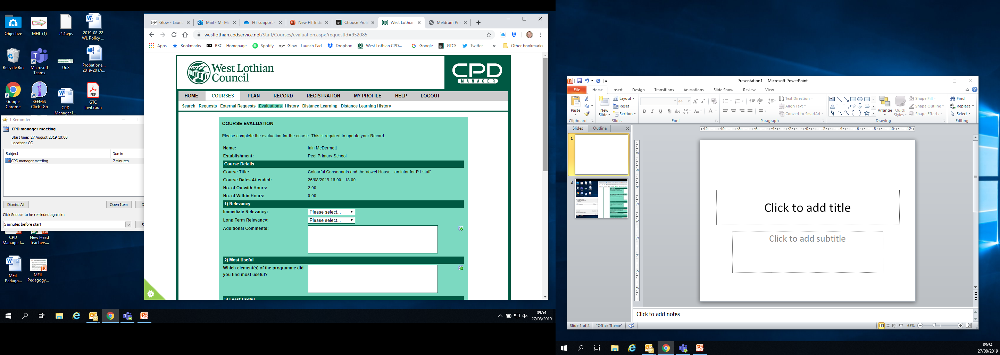 Objective
MFIL (1)
J4.1.eps
2019_08_22
WL Policy ...
Recycle Bin
Microsoft
Teams
UNIVERSITY OF
STIRLING
UoS
Probatione...
2019-20 (A...
Google
Chrome
SEEMiS
Click+Go
CPD
Manager I...
PDF
GTC
Invitation
1 Reminder
CPD manager meeting
Start time: 27 August 2019 10:00
Location: CC
Subject
Due in
CPD manager meeting
7 minutes
Dismiss All
Open Item
D
Click Snooze to be reminded again in:
5 minutes before start
S
CPD
Manager I...
New Head
Teachers...
MFiL
Pedago...
MFiL
Pedagogy...
Glow - Launc
Mail - Mr Mc
HT support -
New HT Indu
Choose Profi
West Lothian
Meldrum Pri
westlothian.cpdservice.net/Staff/Courses/evaluation.aspx?requestId=952085
Apps
Bookmarks
BBC - Homepage
Spotify
Glow - Launch Pad
Dropbox
West Lothian CPD...
Google
GTCS
Twitter
»
Other bookmarks
West Lothian
Council
CPD
MANAGER
HOME
COURSES
PLAN
RECORD
REGISTRATION
MY PROFILE
HELP
LOGOUT
Search Requests External Requests Evaluations History Distance Learning Distance Learning History
COURSE EVALUATION
Please complete the evaluation for the course. This is required to update your Record.
Name: Iain McDermott
Establishment: Peel Primary School
Course Details
Course Title: Colourful Consonants and the Vowel House - an intor for P1 staff
Course Dates Attended: 26/08/2019 16:00 - 18:00
No. of Outwith Hours: 2.00
No. of Within Hours: 0.00
1) Relevancy
Immediate Relevancy: Please select...
Long Term Relevancy: Please select...
Additional Comments:
2) Most Useful
Which element(s) of the programme did
you find most useful?
3) Least Useful
09:54
27/08/2019
Presentation1 - Microsoft PowerPoint
File
Home
Insert
Design
Transitions
Animations
Slide Show
Review
View
Paste
New
Slide
Layout
Reset
Section
44
Text Direction
Align Text
Convert to SmartArt
Arrange
Quick
Styles
Shape Fill
Shape Outline
Shape Effects
Find
Replace
Select
Clipboard
Slides
Font
Paragraph
Drawing
Editing
Slides
Outline
1
2
Click to add title
Click to add subtitle
Click to add notes
Slide 1 of 2
"Office Theme"
65%
09:54
27/08/2019